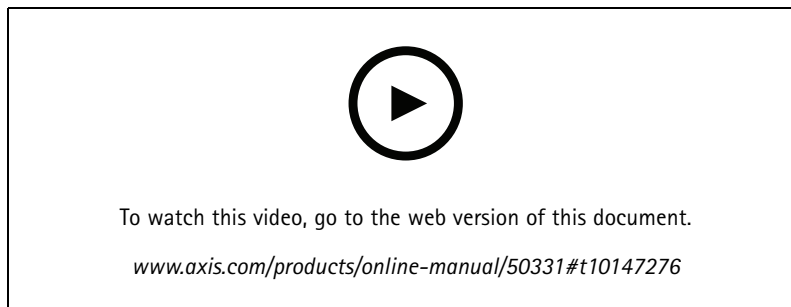 To watch this video, go to the web version of this document.
www.axis.com/products/online-manual/50331#t10147276